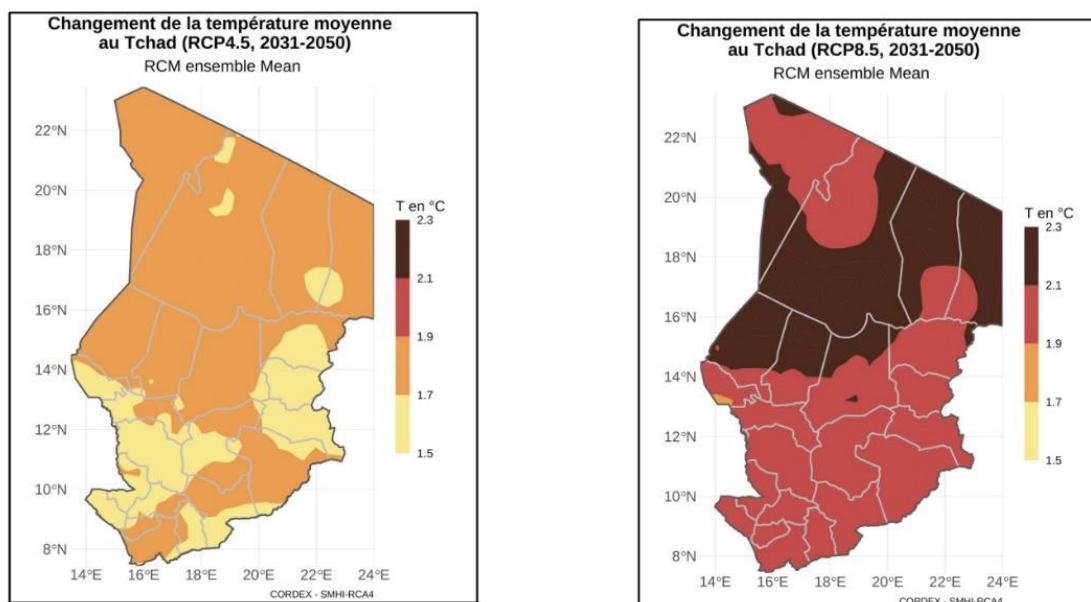 Changement de la température moyenne
au Tchad (RCP4.5, 2031-2050)
RCM ensemble Mean
22°N
20°N
18°N
16°N
14°N
12°N
10°N
8°N
14°E
16°E
18°E
20°E
22°E
24°E
T en °C
2.3
2.1
1.9
1.7
1.5
CORDEX - SMHI-RCA4
Changement de la température moyenne
au Tchad (RCP8.5, 2031-2050)
RCM ensemble Mean
22°N
20°N
18°N
16°N
14°N
12°N
10°N
8°N
14°E
16°E
18°E
20°E
22°E
24°E
T en °C
2.3
2.1
1.9
1.7
1.5
CORDEX - SMHI-RCA4